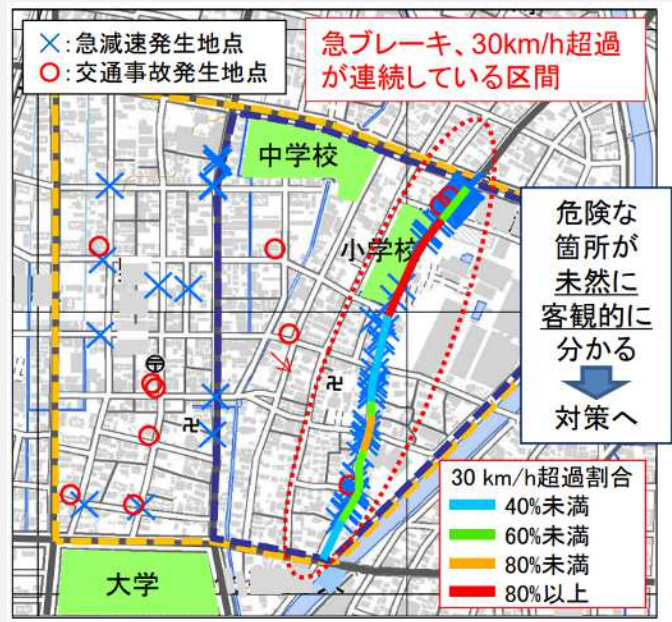 ×:急減速発生地点
○:交通事故発生地点
急ブレーキ、30km/h超過
が連続している区間
中学校
小学校
危険な
箇所が
未然に
客観的に
分かる
対策へ
卍
卍
30 km/h超過割合
40%未満
60%未満
80%未満
80%以上
大学